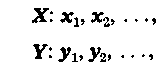 X: x₁, x₂, ...,
Y: y₁, y₂, ...,